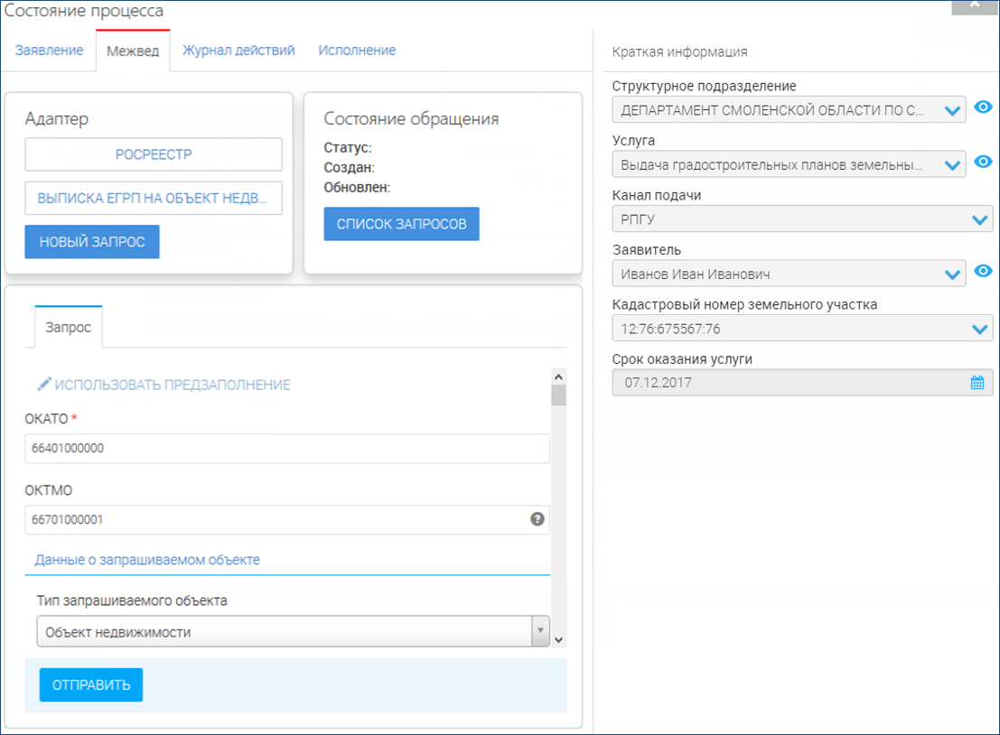 Состояние процесса
Заявление
Межвед
Журнал действий
Исполнение
Адаптер
РОСРЕЕСТР
ВЫПИСКА ЕГРП НА ОБЪЕКТ НЕДВ...
НОВЫЙ ЗАПРОС
Состояние обращения
Статус:
Создан:
Обновлен:
СПИСОК ЗАПРОСОВ
Запрос
ИСПОЛЬЗОВАТЬ ПРЕДЗАПОЛНЕНИЕ
ОКАТО *
66401000000
ОКТМО
66701000001
Данные о запрашиваемом объекте
Тип запрашиваемого объекта
Объект недвижимости
ОТПРАВИТЬ
Краткая информация
Структурное подразделение
ДЕПАРТАМЕНТ СМОЛЕНСКОЙ ОБЛАСТИ ПО С...
Услуга
Выдача градостроительных планов земельны...
Канал подачи
РПГУ
Заявитель
Иванов Иван Иванович
Кадастровый номер земельного участка
12:76:675567:76
Срок оказания услуги
07.12.2017